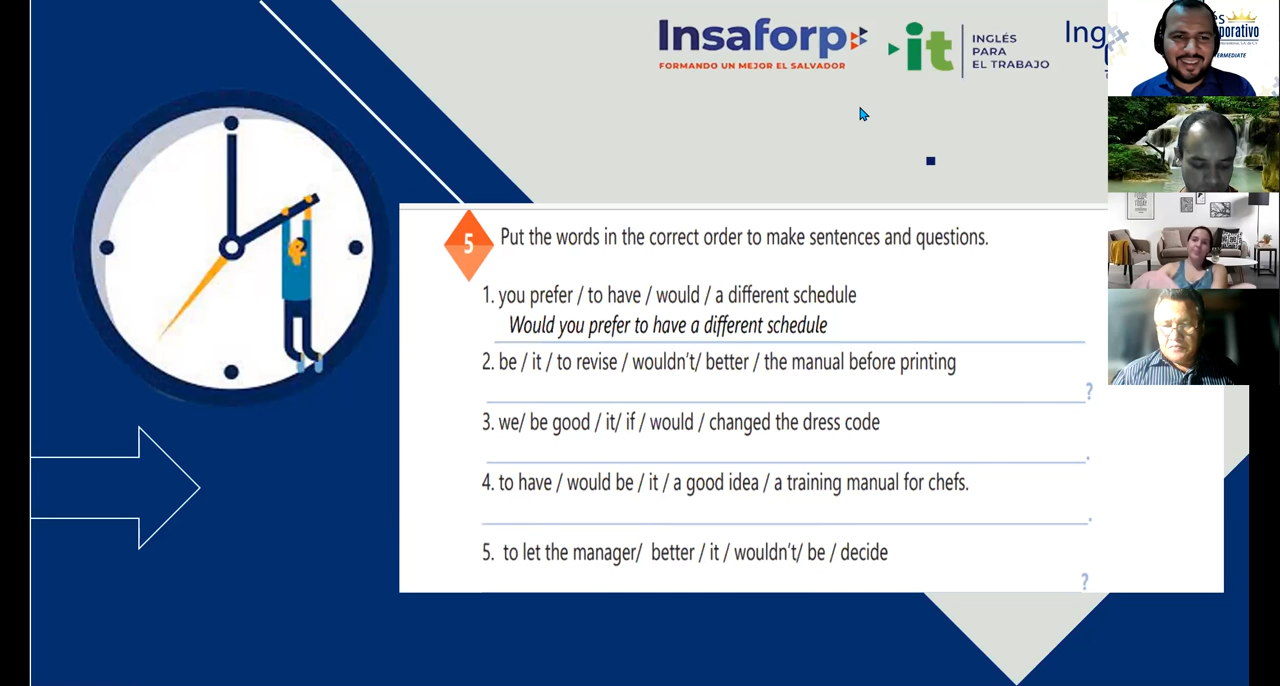 Insaforp
FORMANDO UN MEJOR EL SALVADOR
it
INGLÉS
PARA
EL TRABAJO
Ing
5
Put the words in the correct order to make sentences and questions.
1. you prefer / to have / would / a different schedule
Would you prefer to have a different schedule
2. be / it / to revise / wouldn't/ better / the manual before printing
?
3. we/ be good / it/ if / would / changed the dress code
.
4. to have / would be / it / a good idea / a training manual for chefs.
.
5. to let the manager/ better / it / wouldn't/ be / decide
?